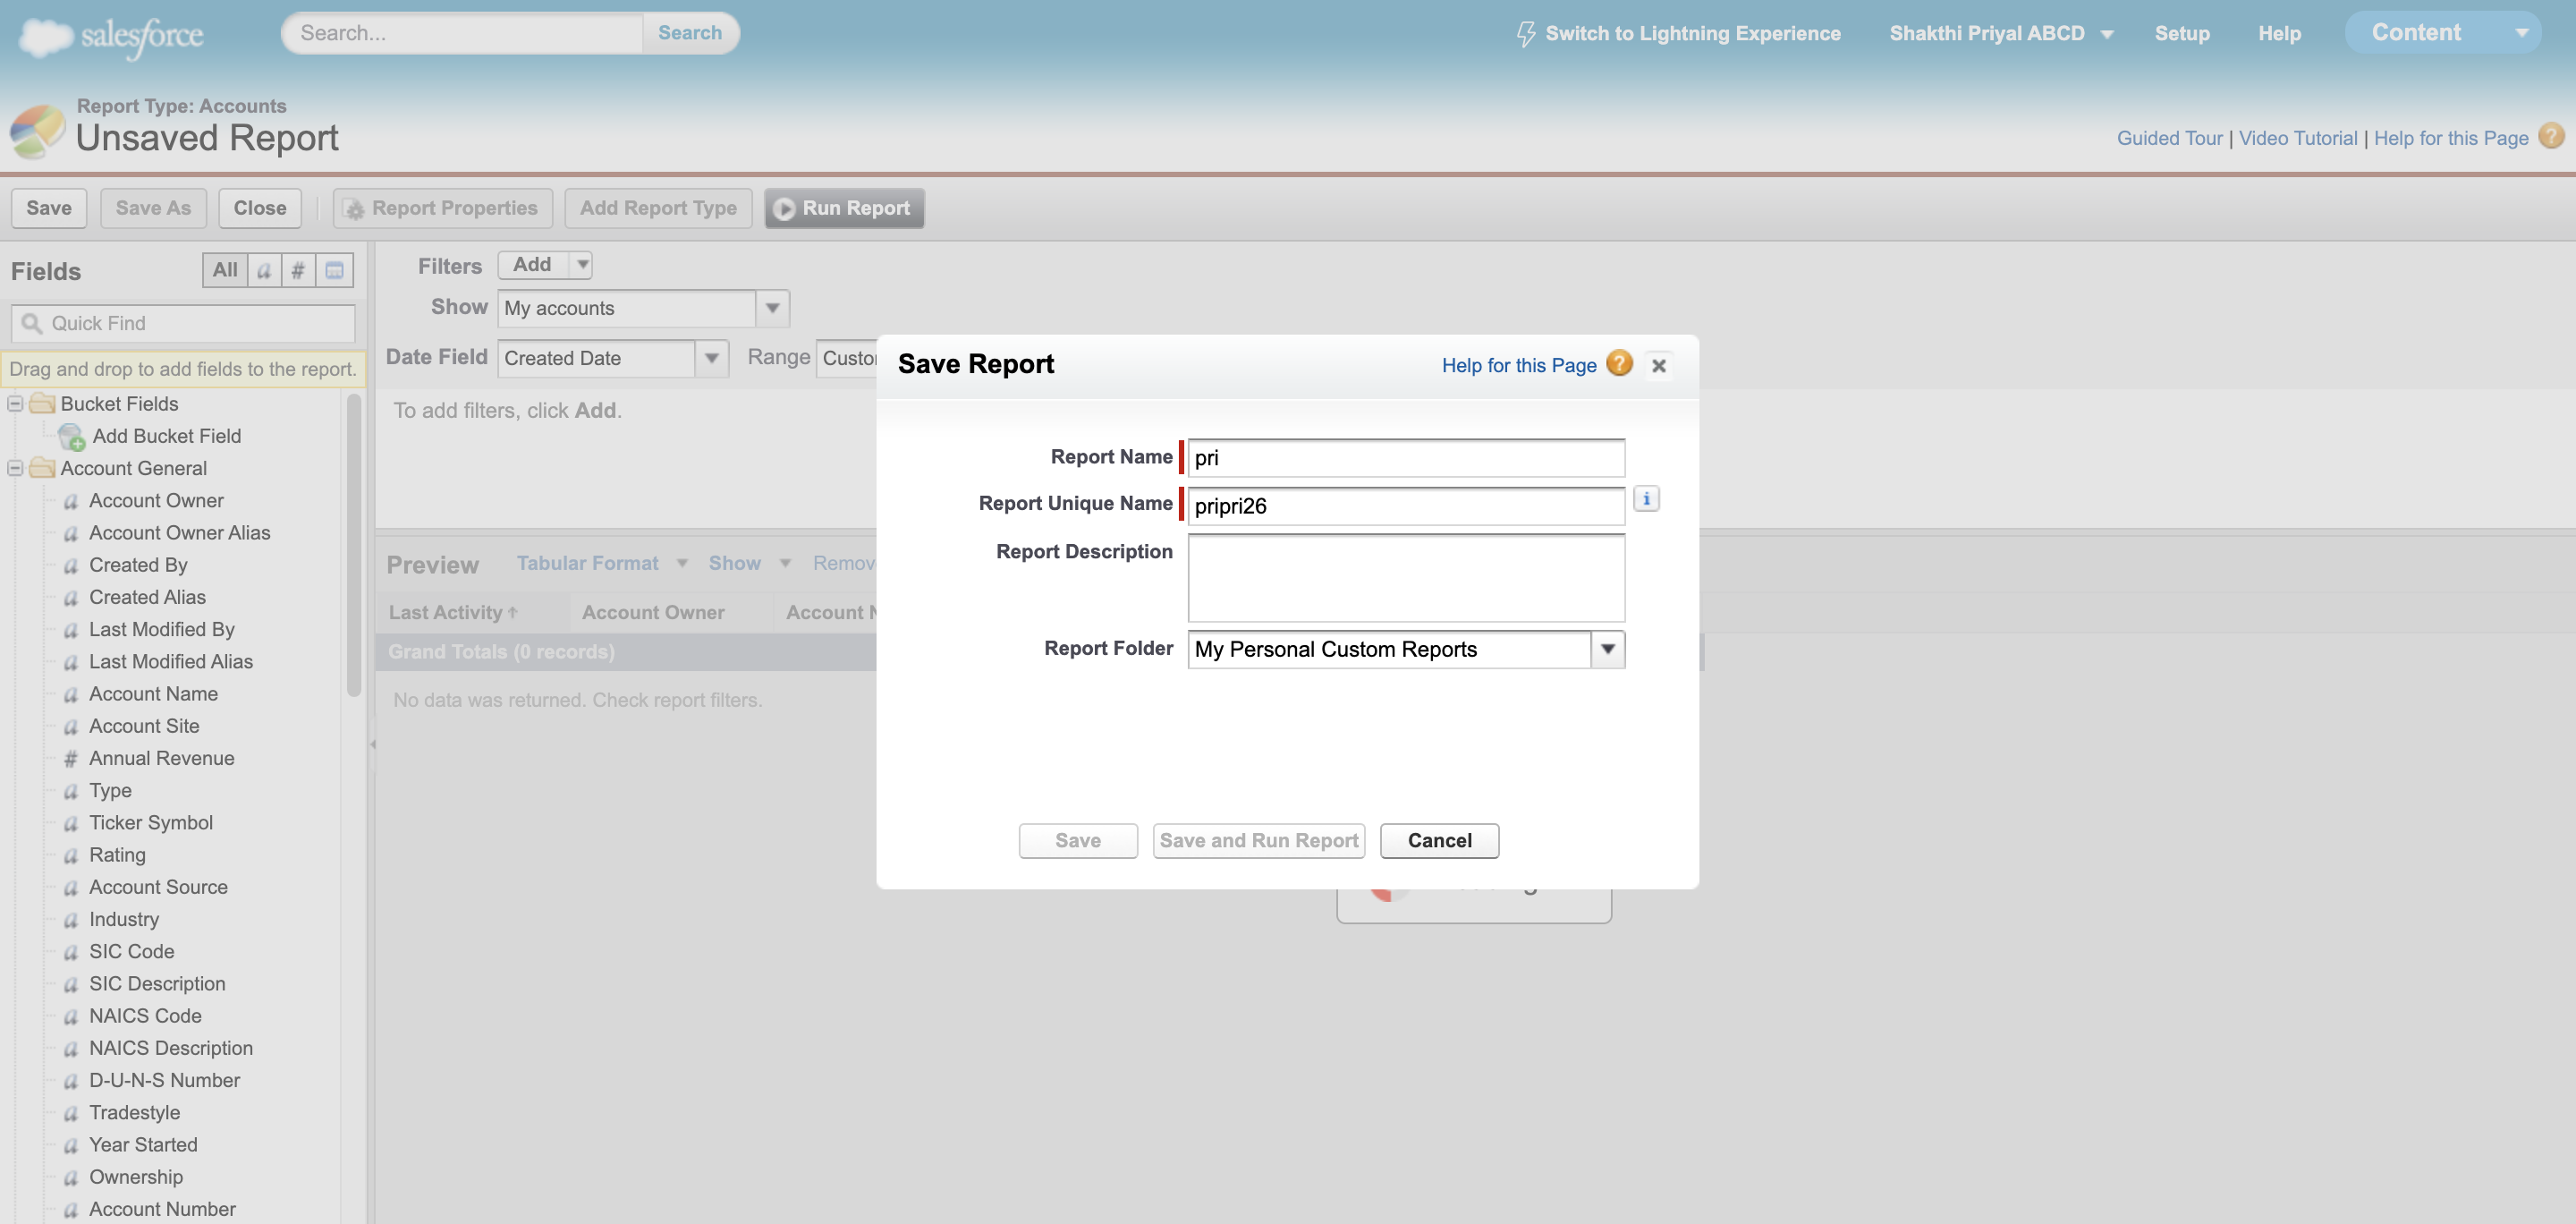 salesforce
Search...
Search
Switch to Lightning Experience
Shakthi Priyal ABCD
Setup
Help
Content
Report Type: Accounts
Unsaved Report
Guided Tour | Video Tutorial | Help for this Page ?
Save
Save As
Close
Report Properties
Add Report Type
Run Report
Fields
All
a
#
Quick Find
Drag and drop to add fields to the report.
Bucket Fields
Add Bucket Field
Account General
a Account Owner
a Account Owner Alias
a Created By
a Created Alias
a Last Modified By
a Last Modified Alias
a Account Name
a Account Site
# Annual Revenue
a Type
a Ticker Symbol
a Rating
a Account Source
a Industry
a SIC Code
a SIC Description
a NAICS Code
a NAICS Description
a D-U-N-S Number
a Tradestyle
a Year Started
a Ownership
a Account Number
Filters Add
Show My accounts
Date Field Created Date Range
To add filters, click Add.
Preview Tabular Format Show
Last Activity Account Owner Account
Grand Totals (0 records)
No data was returned. Check report filters.
Save Report
Help for this Page ?
Report Name pri
Report Unique Name pripri26 i
Report Description
Report Folder My Personal Custom Reports
Save
Save and Run Report
Cancel